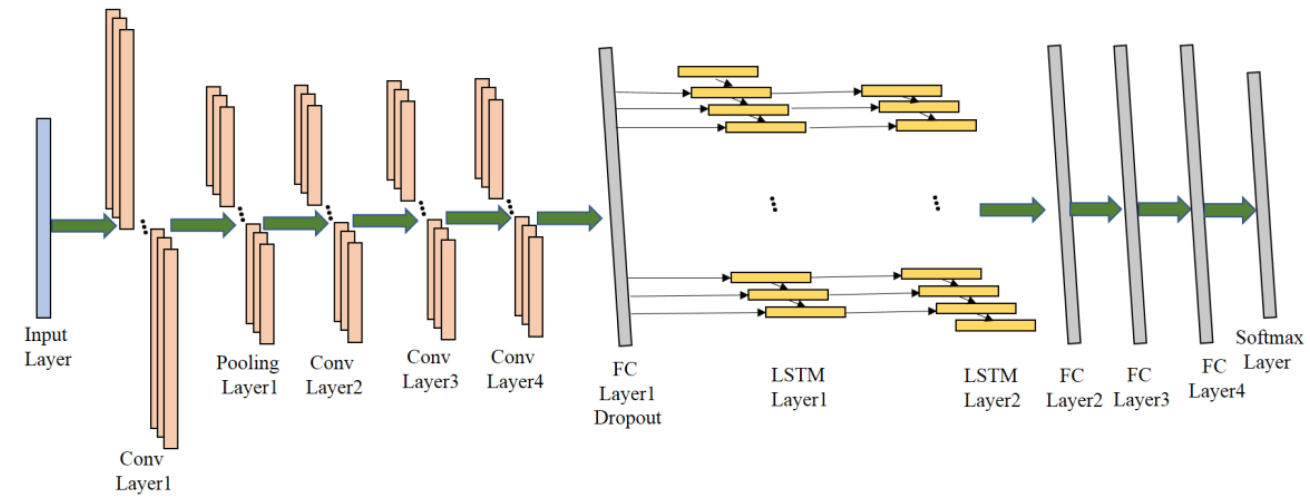 Input
Layer
Conv
Layer1
Pooling
Layer1
Conv
Layer2
Conv
Layer3
Conv
Layer4
FC
Layer1
Dropout
LSTM
Layer1
LSTM
Layer2
FC
Layer2
FC
Layer3
FC
Layer4
Softmax
Layer